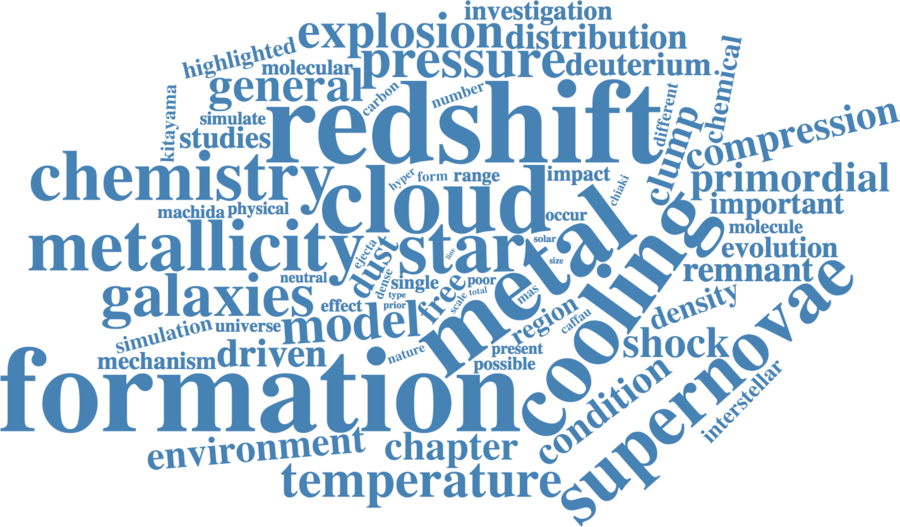 investigation
explosion
distribution
highlighted
molecular
pressure
deuterium
general
carbon
number
redshift
different
chemical
kitayama
simulate
studies
clump
compression
chemistry
cloud
hyper
form
range
impact
chiaki
primordial
important
machida
physical
occur
molecule
metallicity
star
metal
solar
line
size
evolution
ejecta
dust
dense
neutral
single
poor
remnant
galaxies
effect
type
prior
free
scale
total
mas
cooling
density
simulation
universe
model
region
caffau
supernovae
mechanism
driven
nature
present
possible
shock
formation
condition
interstellar
environment
chapter
temperature